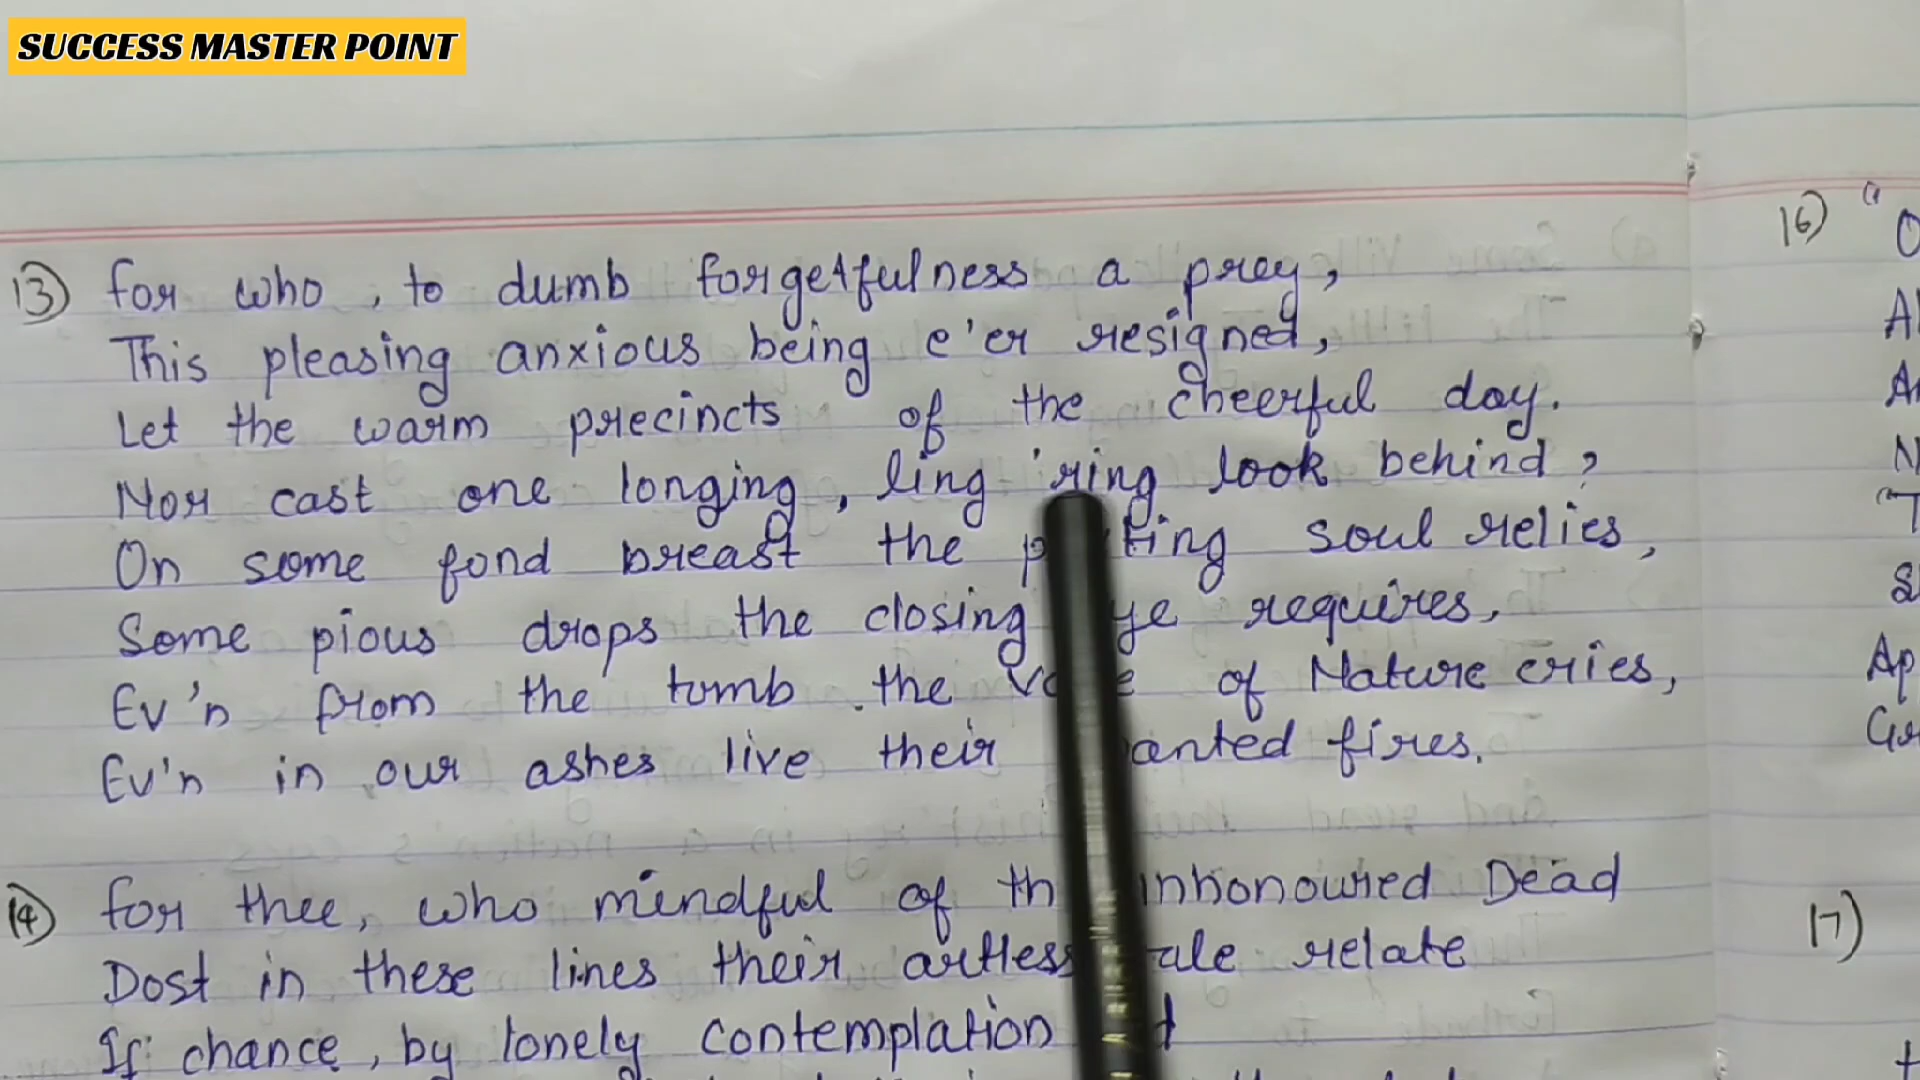 SUCCESS MASTER POINT
13) for who, to dumb forgetfulness a prey,
This pleasing anxious being e'er resigned,
Let the warm precincts of the cheerful day.
Nor cast one longing, ling'ring look behind?
On some fond breast the parting soul relies,
Some pious drops the closing eye requires,
Ev'n from the tomb the of Nature cries,
Ev'n in our ashes live their fires.
14) for thee, who mindful of Dead
Dost in these lines their artless relate
If chance, by lonely contemplation
16)
17)